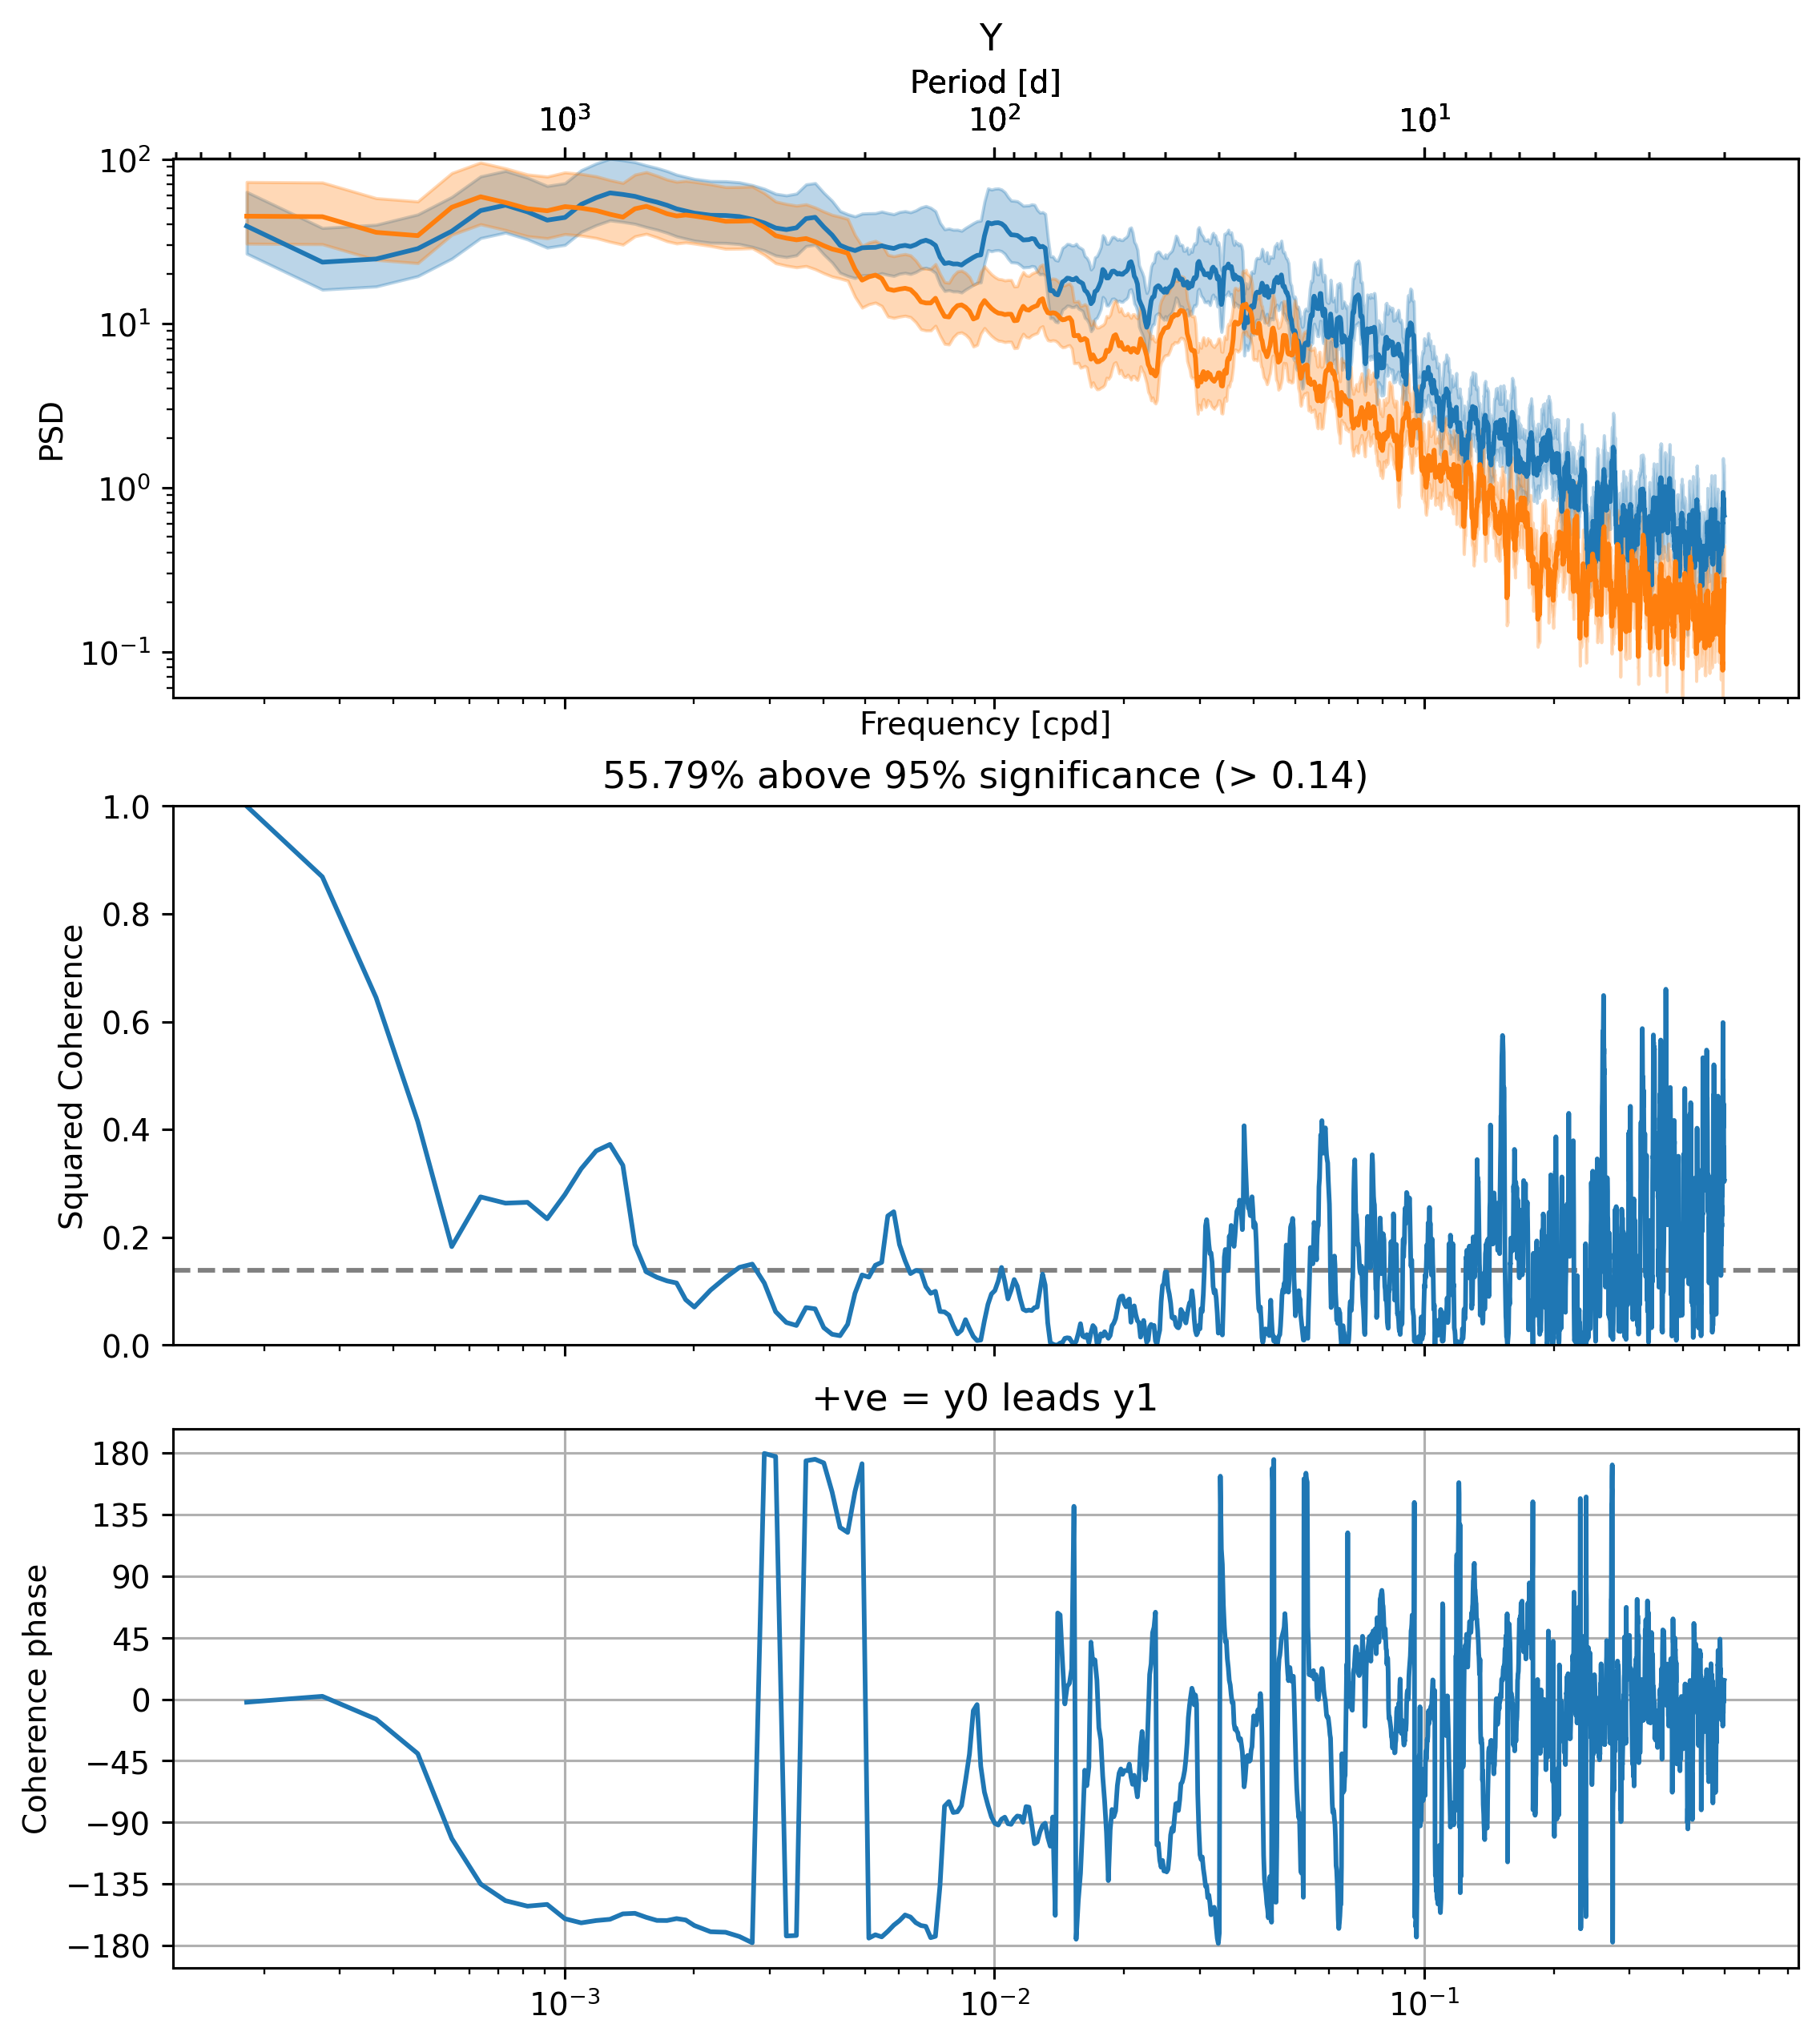 Y
Period [d]
10³ 10² 10¹
10²
10¹
10⁰
10⁻¹
PSD
Frequency [cpd]
55.79% above 95% significance (> 0.14)
1.0
0.8
0.6
0.4
0.2
0.0
Squared Coherence
+ve = y0 leads y1
180
135
90
45
0
−45
−90
−135
−180
Coherence phase
10⁻³ 10⁻² 10⁻¹